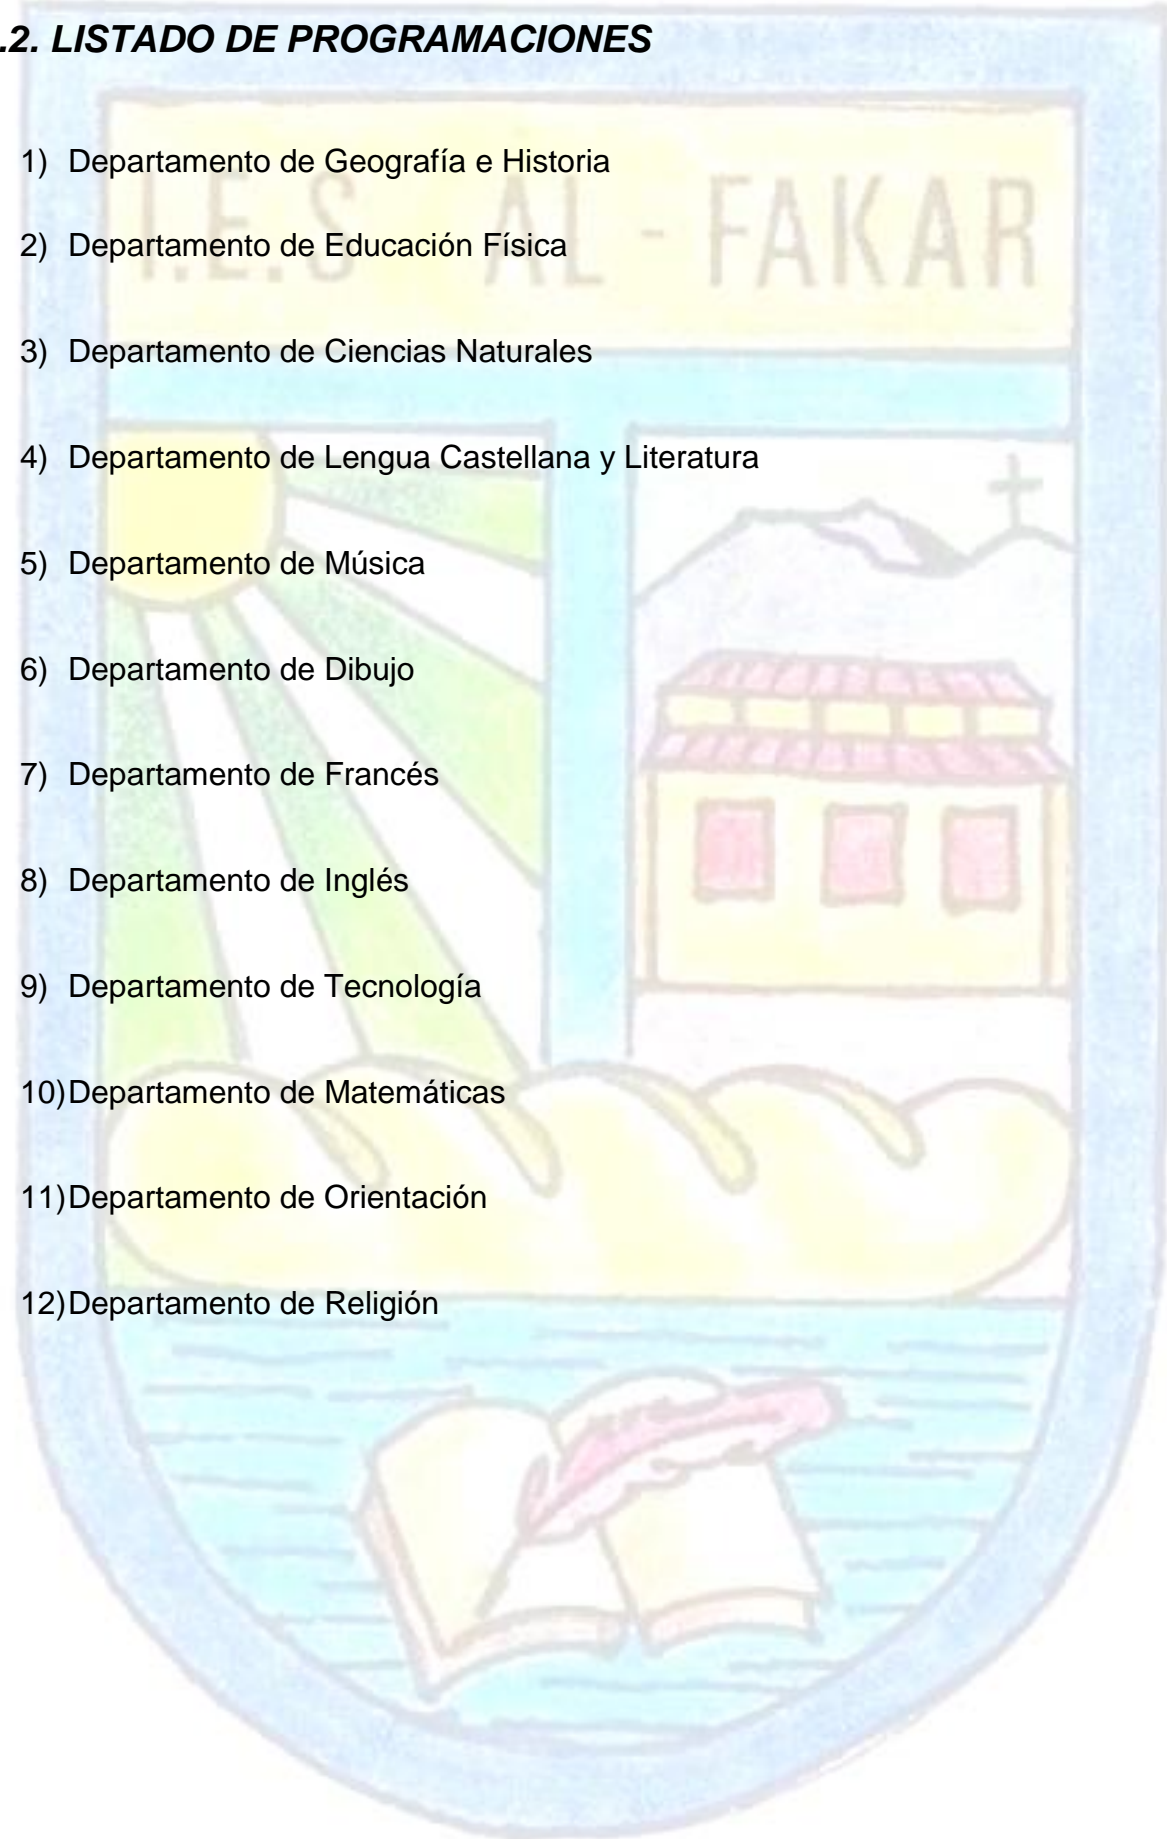 .2. LISTADO DE PROGRAMACIONES
1) Departamento de Geografía e Historia
I.E.S AL - FAKAR
2) Departamento de Educación Física
3) Departamento de Ciencias Naturales
4) Departamento de Lengua Castellana y Literatura
5) Departamento de Música
6) Departamento de Dibujo
7) Departamento de Francés
8) Departamento de Inglés
9) Departamento de Tecnología
10)Departamento de Matemáticas
11)Departamento de Orientación
12)Departamento de Religión